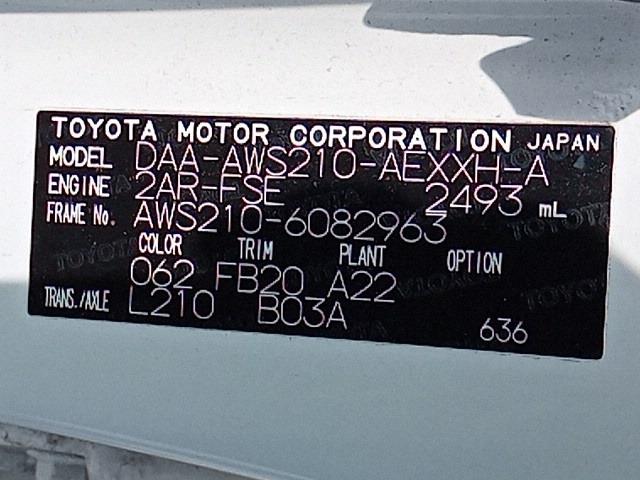 TOYOTA MOTOR CORPORATION JAPAN
MODEL DAA-AWS210-AEXXH-A
ENGINE 2AR-FSE 2493 mL
FRAME No. AWS210-6082963
COLOR TRIM PLANT OPTION
062 FB20 A22
TRANS./AXLE L210 B03A
636